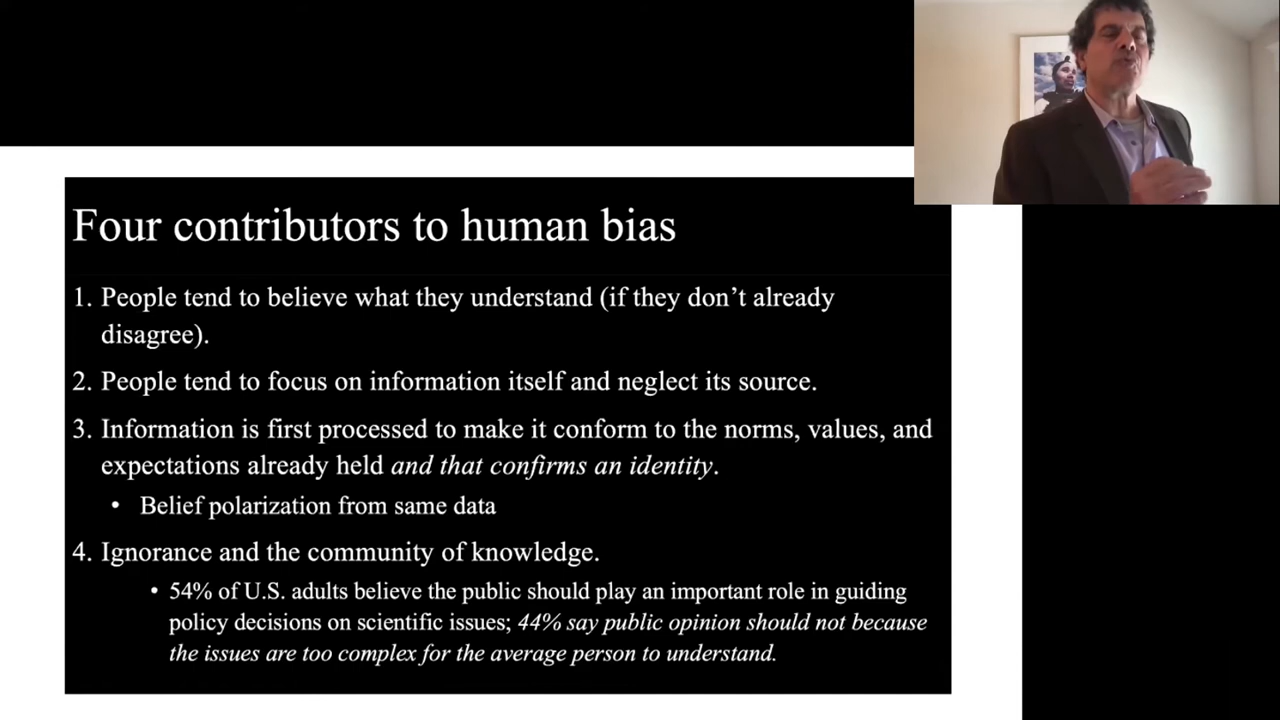 Four contributors to human bias
1. People tend to believe what they understand (if they don't already
disagree).
2. People tend to focus on information itself and neglect its source.
3. Information is first processed to make it conform to the norms, values, and
expectations already held and that confirms an identity.
• Belief polarization from same data
4. Ignorance and the community of knowledge.
• 54% of U.S. adults believe the public should play an important role in guiding
policy decisions on scientific issues; 44% say public opinion should not because
the issues are too complex for the average person to understand.